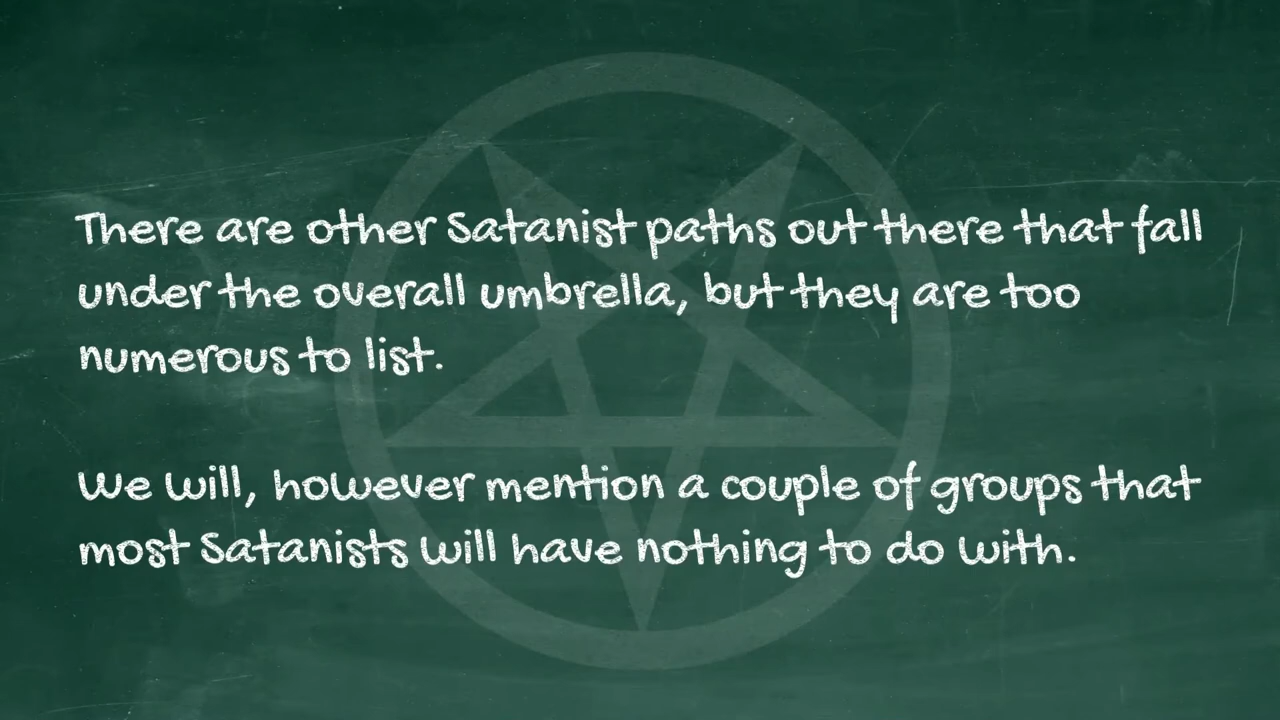 There are other Satanist paths out there that fall
under the overall umbrella, but they are too
numerous to list.
We will, however mention a couple of groups that
most Satanists will have nothing to do with.